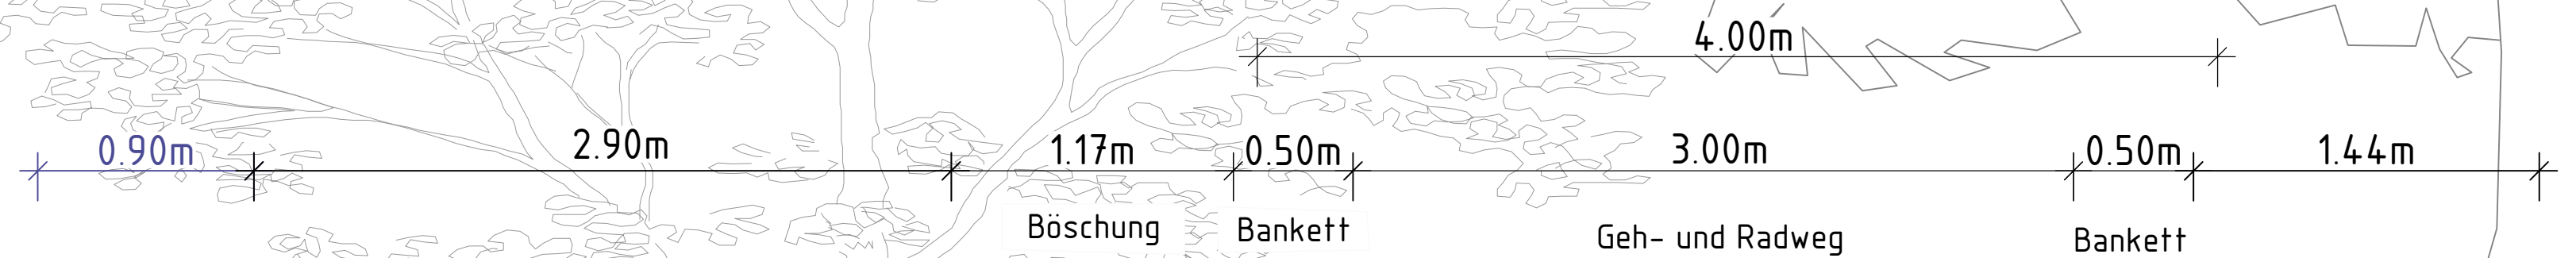 4.00m
0.90m 2.90m 1.17m 0.50m 3.00m 0.50m 1.44m
Böschung Bankett Geh- und Radweg Bankett